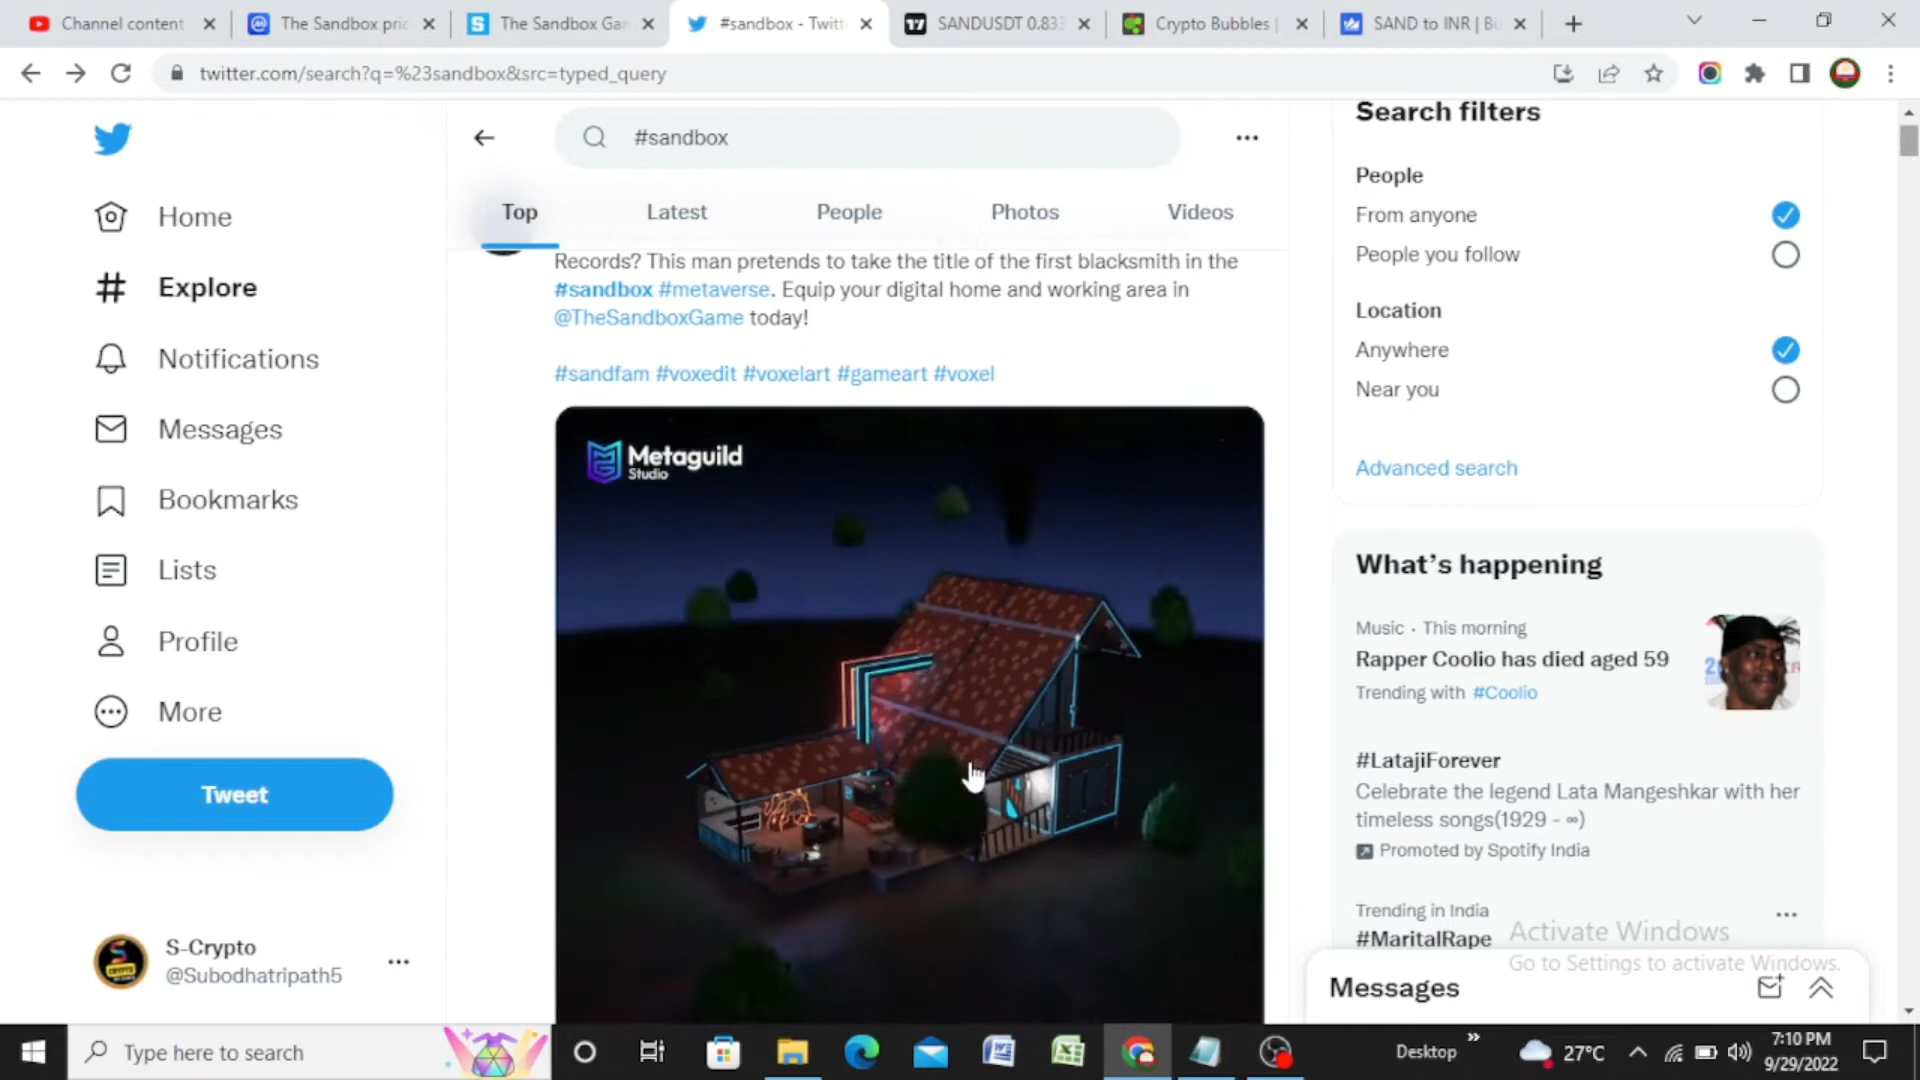 Channel content
The Sandbox pric
The Sandbox Gam
#sandbox - Twitt
SANDUSDT 0.833
Crypto Bubbles |
SAND to INR | Bu
twitter.com/search?q=%23sandbox&src=typed_query
Home
Explore
Notifications
Messages
Bookmarks
Lists
Profile
More
Tweet
S-Crypto
@Subodhatripath5
#sandbox
Top
Latest
People
Photos
Videos
Records? This man pretends to take the title of the first blacksmith in the
#sandbox #metaverse. Equip your digital home and working area in
@TheSandboxGame today!
#sandfam #voxedit #voxelart #gameart #voxel
Metaguild
Studio
Search filters
People
From anyone
People you follow
Location
Anywhere
Near you
Advanced search
What's happening
Music · This morning
Rapper Coolio has died aged 59
Trending with #Coolio
#LatajiForever
Celebrate the legend Lata Mangeshkar with her
timeless songs(1929 - ∞)
Promoted by Spotify India
Trending in India
#MaritalRape
Activate Windows
Go to Settings to activate Windows.
Messages
Type here to search
Desktop
27°C
7:10 PM
9/29/2022